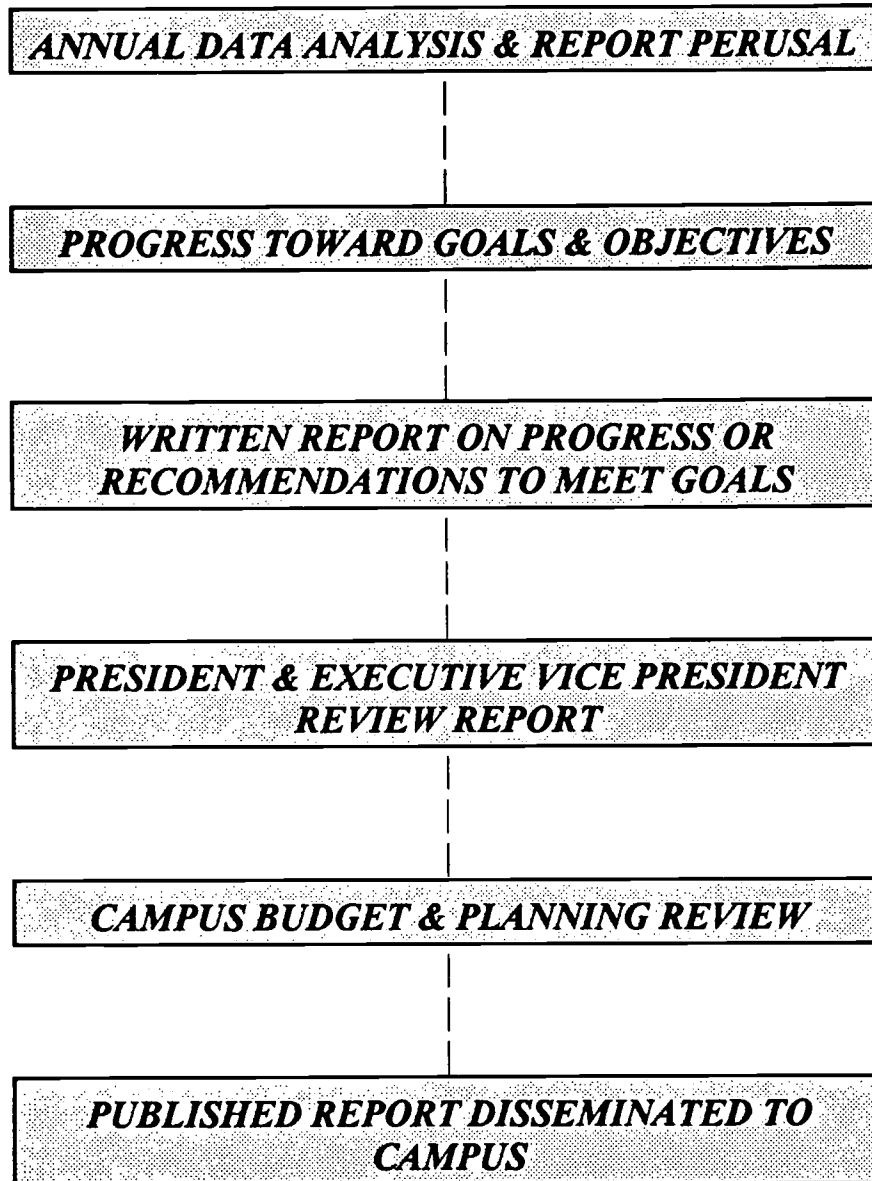 ANNUAL DATA ANALYSIS & REPORT PERUSAL
PROGRESS TOWARD GOALS & OBJECTIVES
WRITTEN REPORT ON PROGRESS OR
RECOMMENDATIONS TO MEET GOALS
PRESIDENT & EXECUTIVE VICE PRESIDENT
REVIEW REPORT
CAMPUS BUDGET & PLANNING REVIEW
PUBLISHED REPORT DISSEMINATED TO
CAMPUS